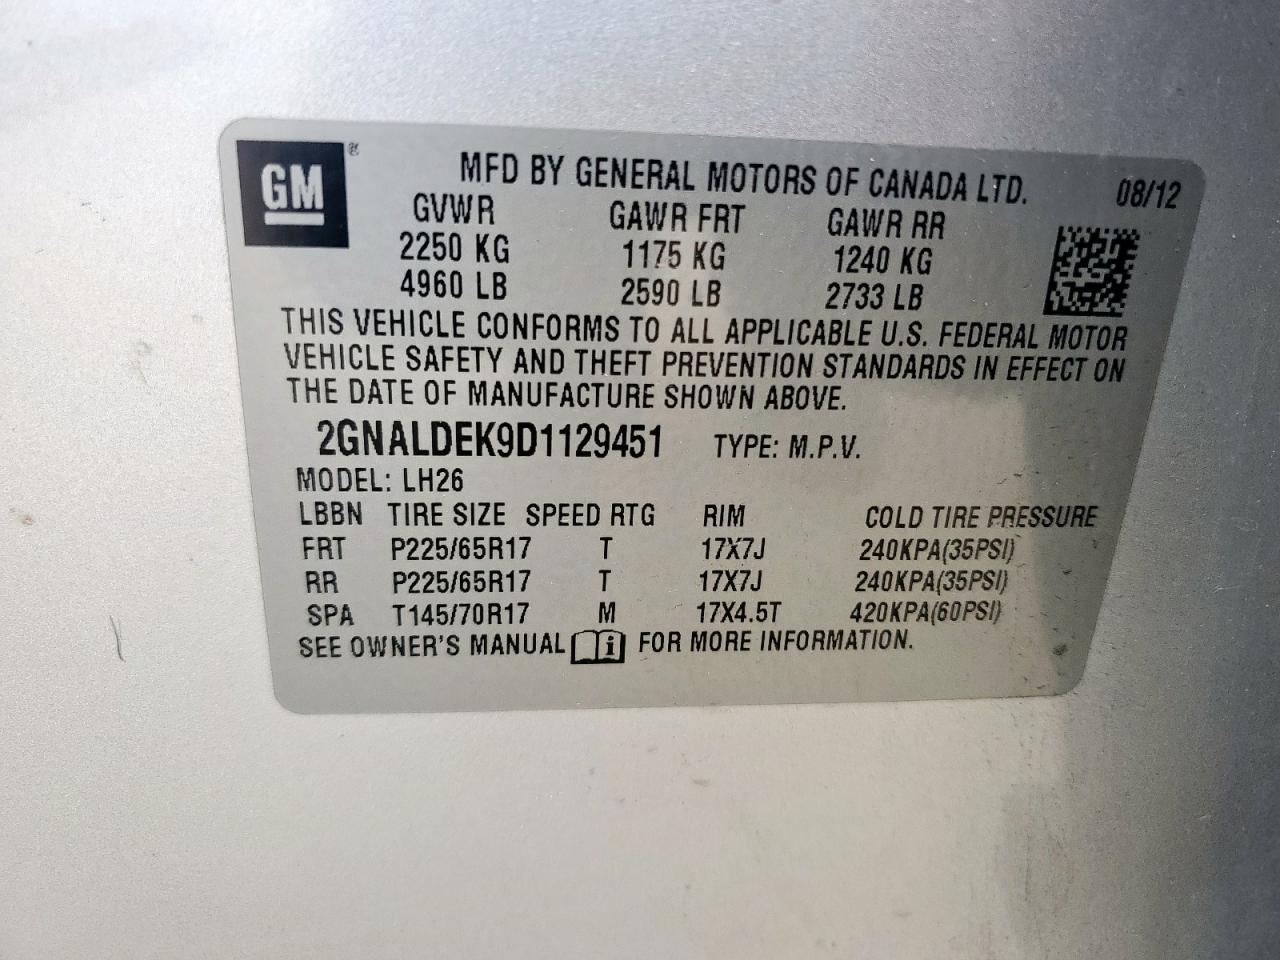 GM ®
MFD BY GENERAL MOTORS OF CANADA LTD. 08/12
GVWR GAWR FRT GAWR RR
2250 KG 1175 KG 1240 KG
4960 LB 2590 LB 2733 LB
THIS VEHICLE CONFORMS TO ALL APPLICABLE U.S. FEDERAL MOTOR
VEHICLE SAFETY AND THEFT PREVENTION STANDARDS IN EFFECT ON
THE DATE OF MANUFACTURE SHOWN ABOVE.
2GNALDEK9D1129451 TYPE: M.P.V.
MODEL: LH26
LBBN TIRE SIZE SPEED RTG RIM COLD TIRE PRESSURE
FRT P225/65R17 T 17X7J 240KPA(35PSI)
RR P225/65R17 T 17X7J 240KPA(35PSI)
SPA T145/70R17 M 17X4.5T 420KPA(60PSI)
SEE OWNER'S MANUAL i FOR MORE INFORMATION.